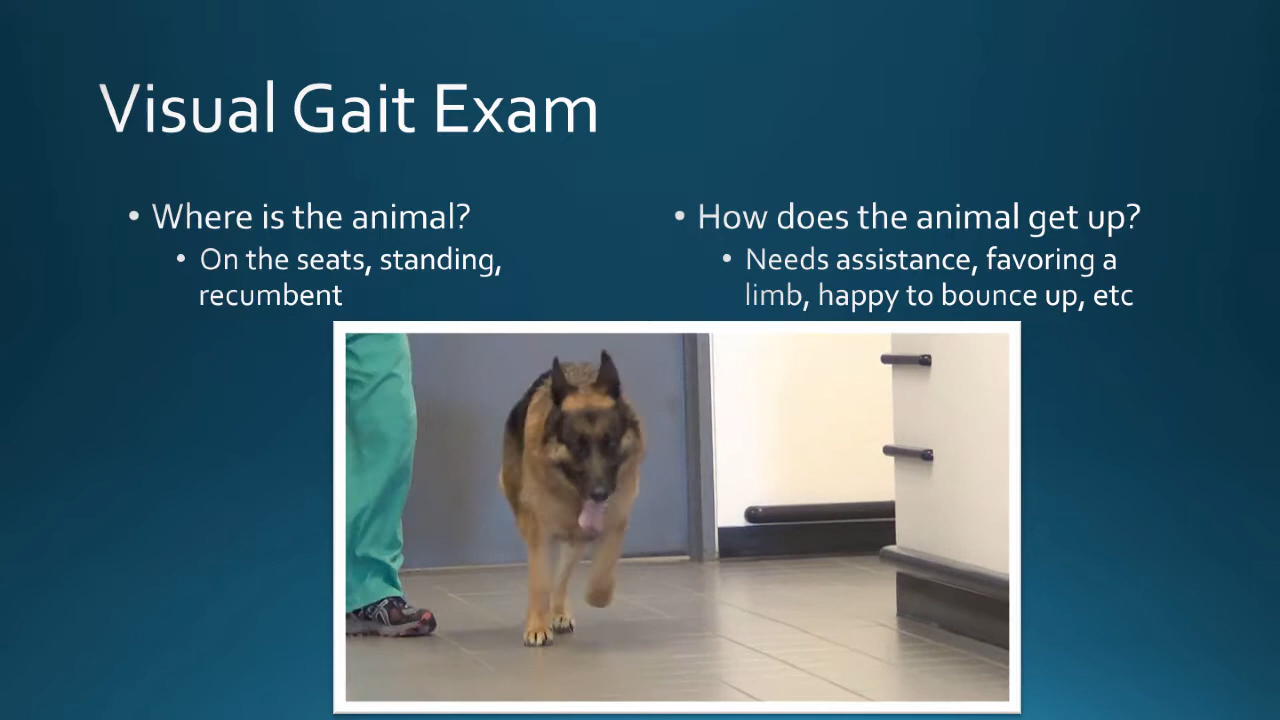 Visual Gait Exam
• Where is the animal?
• On the seats, standing,
recumbent
• How does the animal get up?
• Needs assistance, favoring a
limb, happy to bounce up, etc